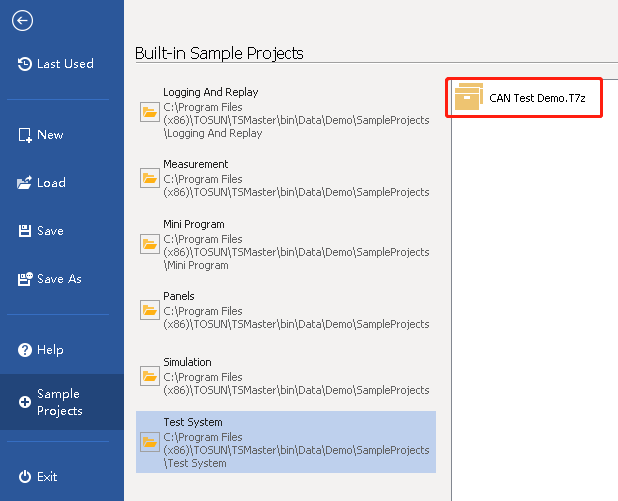 Last Used
New
Load
Save
Save As
Help
Sample
Projects
Exit
Built-in Sample Projects
Logging And Replay
C:\Program Files
(x86)\TOSUN\TSMaster\bin\Data\Demo\SampleProjects
\Logging And Replay
Measurement
C:\Program Files
(x86)\TOSUN\TSMaster\bin\Data\Demo\SampleProjects
Mini Program
C:\Program Files
(x86)\TOSUN\TSMaster\bin\Data\Demo\SampleProjects
\Mini Program
Panels
C:\Program Files
(x86)\TOSUN\TSMaster\bin\Data\Demo\SampleProjects
Simulation
C:\Program Files
(x86)\TOSUN\TSMaster\bin\Data\Demo\SampleProjects
Test System
C:\Program Files
(x86)\TOSUN\TSMaster\bin\Data\Demo\SampleProjects
\Test System
CAN Test Demo.T7z